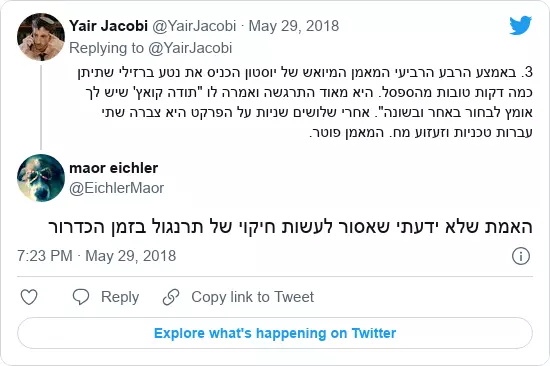 Yair Jacobi @YairJacobi · May 29, 2018
Replying to @YairJacobi
3. באמצע הרבע הרביעי המאמן המיואש של יוסטון הכניס את נטע ברזילי שתיתן
כמה דקות טובות מהספסל. היא מאוד התרגשה ואמרה לו "תודה קואץ' שיש לך
אומץ לבחור באחר ובשונה". אחרי שלושים שניות על הפרקט היא צברה שתי
עברות טכניות וזעזוע מח. המאמן פוטר.
maor eichler
@EichlerMaor
האמת שלא ידעתי שאסור לעשות חיקוי של תרנגול בזמן הכדרור
7:23 PM · May 29, 2018
Reply
Copy link to Tweet
Explore what's happening on Twitter